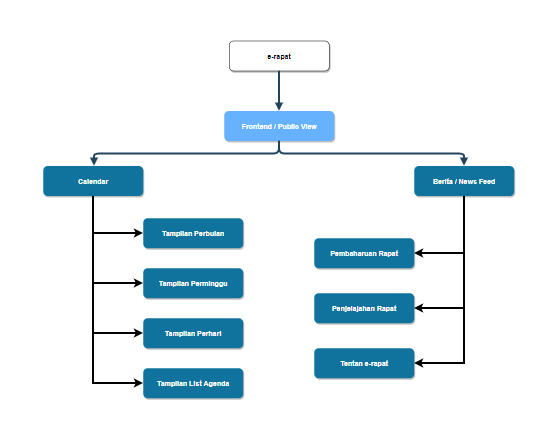 e-rapat
Frontend / Public View
Calendar
Berita / News Feed
Tampilan Perbulan
Tampilan Perminggu
Tampilan Perhari
Tampilan List Agenda
Pembaharuan Rapat
Penjelajahan Rapat
Tentan e-rapat